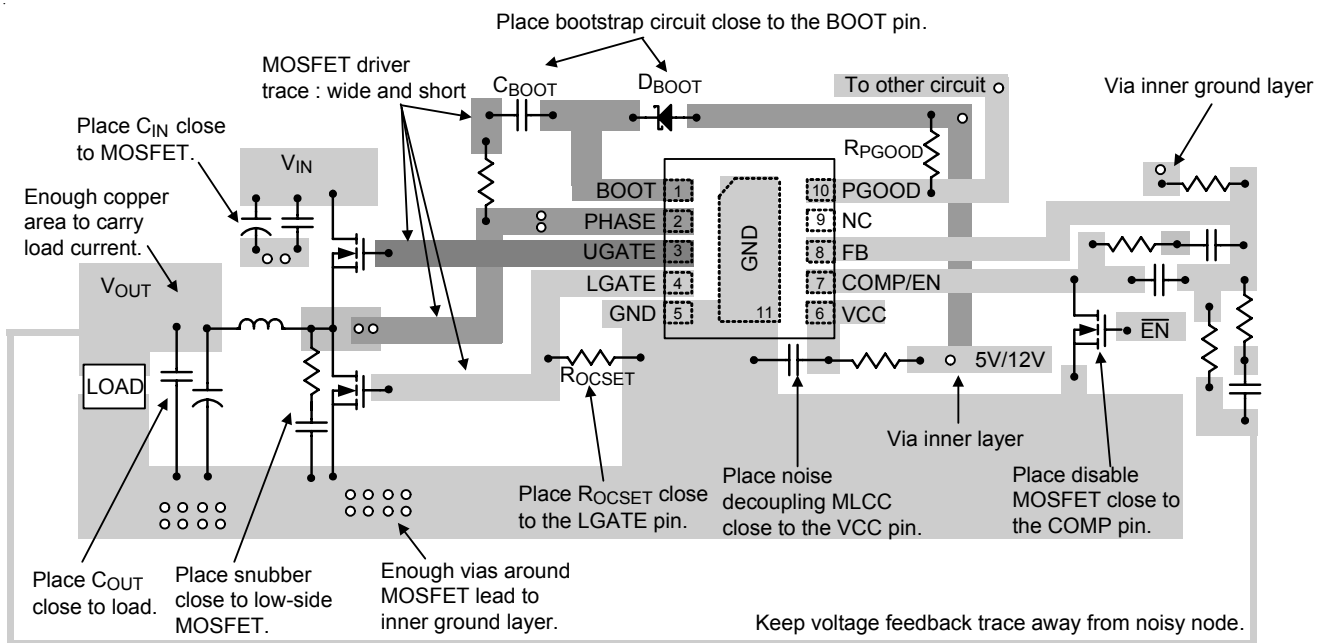 Place bootstrap circuit close to the BOOT pin.
MOSFET driver
trace : wide and short
CBOOT
DBOOT
To other circuit
Via inner ground layer
Place CIN close
to MOSFET.
VIN
RPGOOD
Enough copper
area to carry
load current.
BOOT 1
PHASE 2
UGATE 3
LGATE 4
GND 5
GND
11
10 PGOOD
9 NC
8 FB
7 COMP/EN
6 VCC
VOUT
EN
LOAD
ROCSET
5V/12V
Via inner layer
Place ROCSET close
to the LGATE pin.
Place noise
decoupling MLCC
close to the VCC pin.
Place disable
MOSFET close to
the COMP pin.
Place COUT
close to load.
Place snubber
close to low-side
MOSFET.
Enough vias around
MOSFET lead to
inner ground layer.
Keep voltage feedback trace away from noisy node.